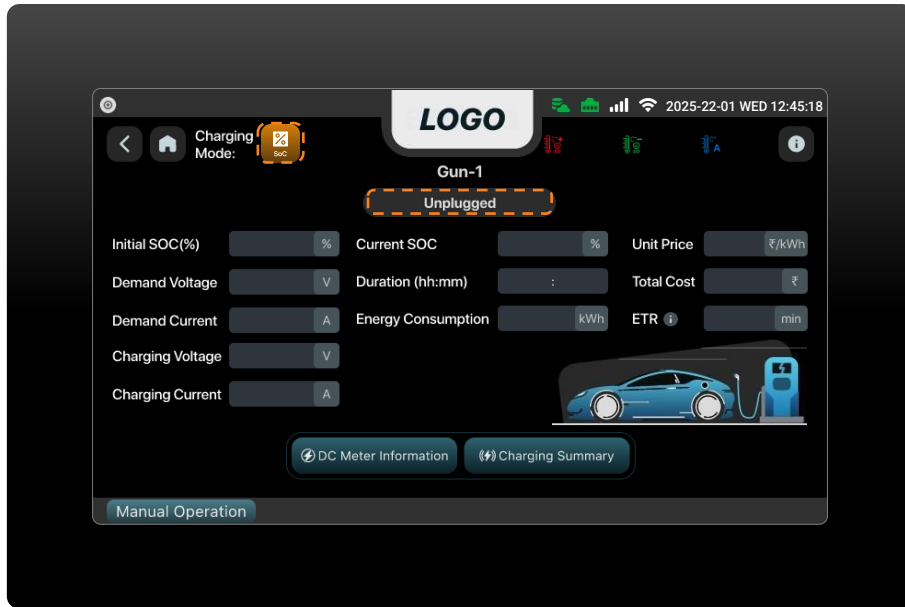 LOGO
2025-22-01 WED 12:45:18
Charging
Mode:
SoC
Gun-1
Unplugged
Initial SOC(%) %
Current SOC %
Unit Price ₹/kWh
Demand Voltage V
Duration (hh:mm) :
Total Cost ₹
Demand Current A
Energy Consumption kWh
ETR min
Charging Voltage V
Charging Current A
DC Meter Information
Charging Summary
Manual Operation